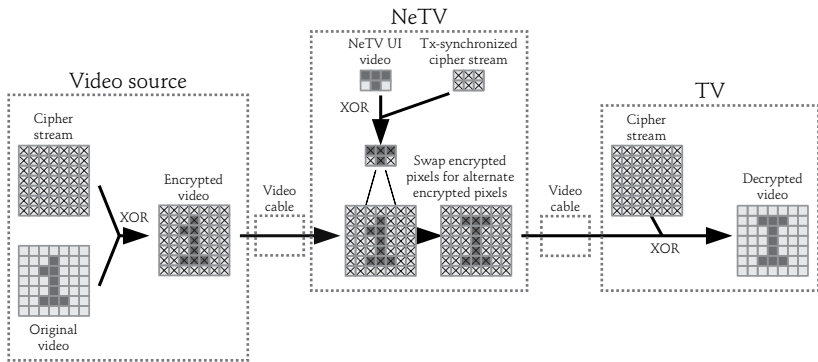 NeTV
NeTV UI
video
Tx-synchronized
cipher stream
XOR
Swap encrypted
pixels for alternate
encrypted pixels
Video source
Cipher
stream
XOR
Encrypted
video
Original
video
Video
cable
Video
cable
TV
Cipher
stream
XOR
Decrypted
video